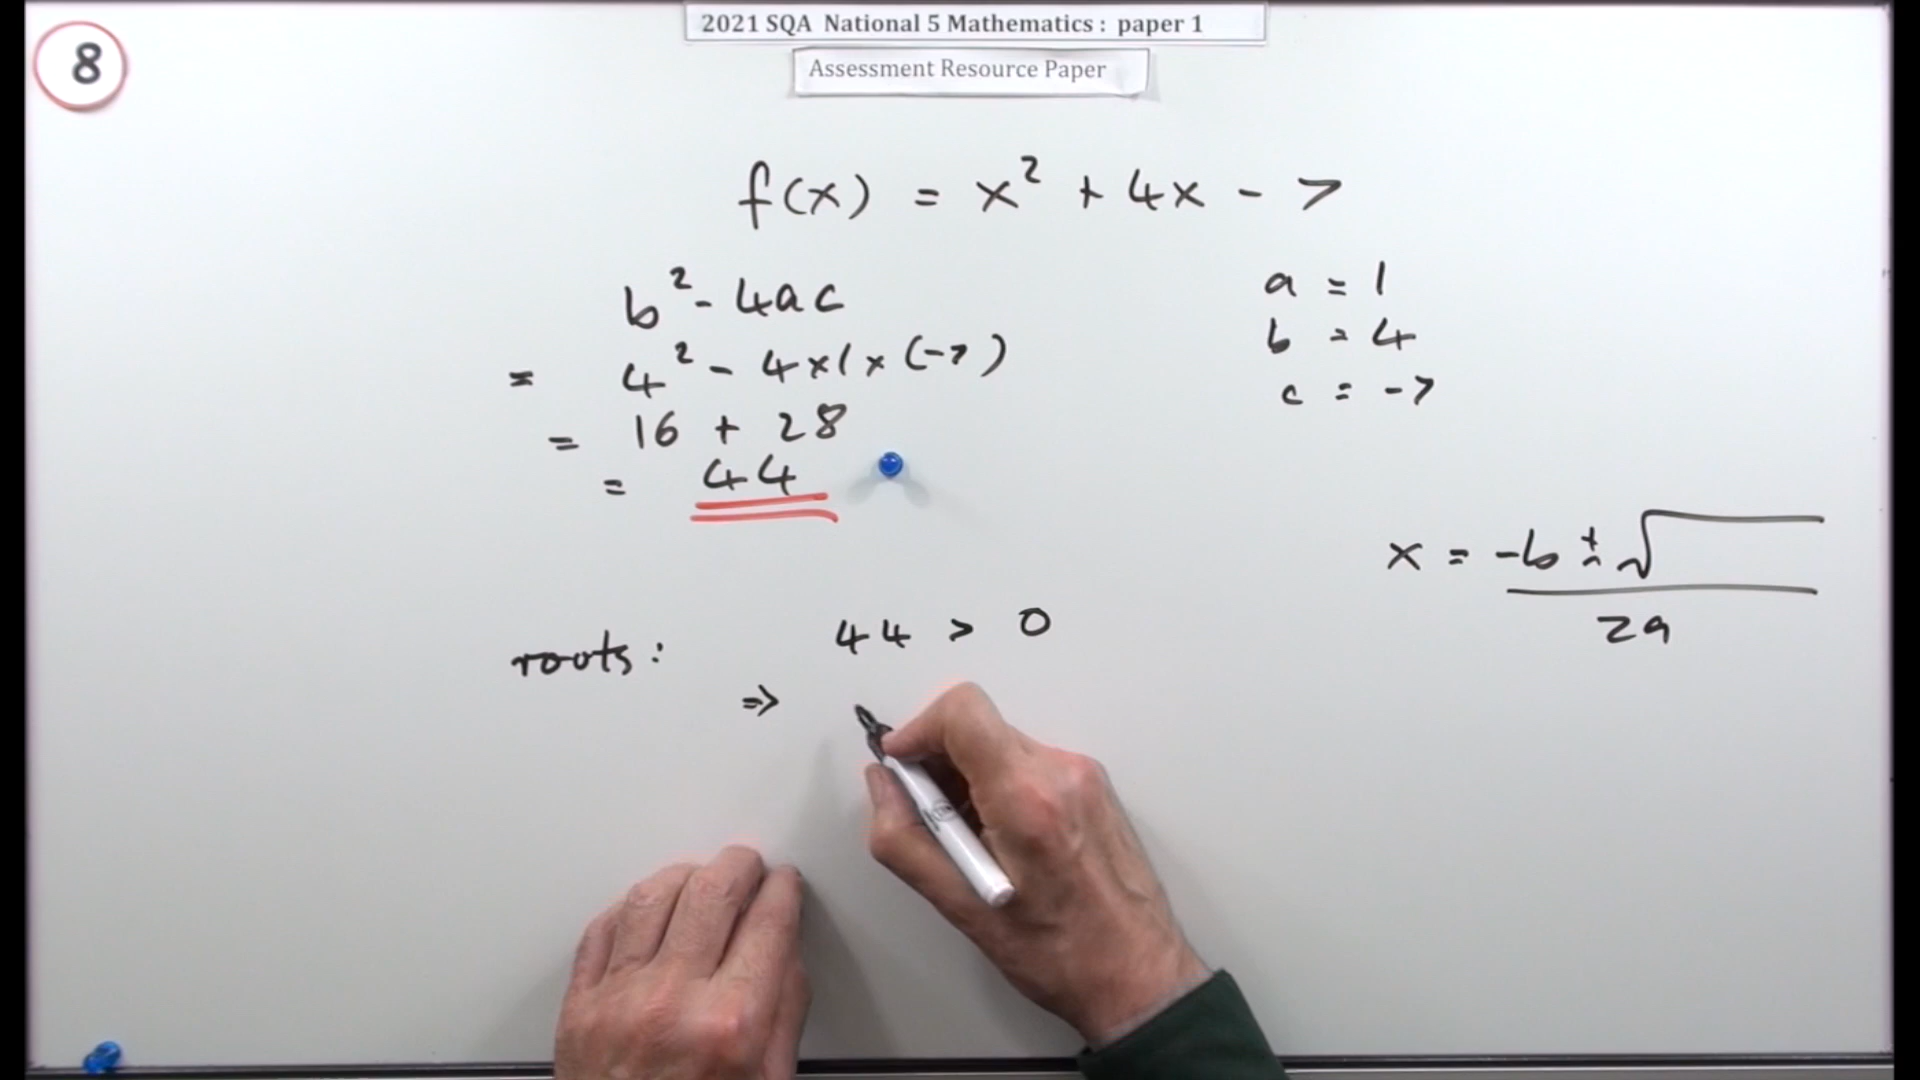 8
2021 SQA National 5 Mathematics : paper 1
Assessment Resource Paper
f(x) = x² + 4x - 7
b² - 4ac
= 4² - 4×1×(-7)
= 16 + 28
= 44
a = 1
b = 4
c = -7
x = -b ± √
2a
roots : 44 > 0
⇒